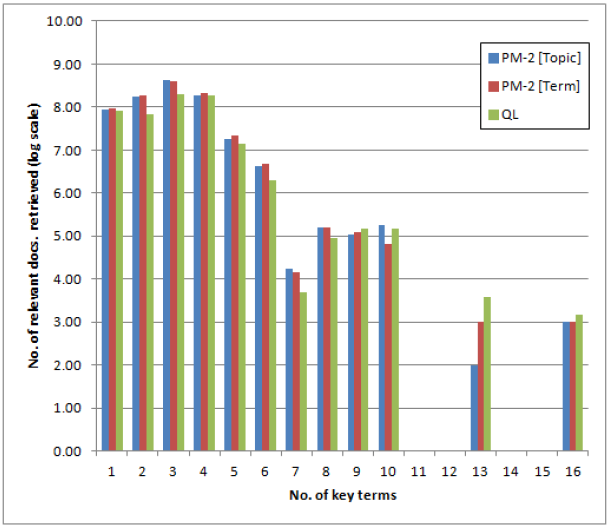 10.00
9.00
8.00
7.00
6.00
5.00
4.00
3.00
2.00
1.00
0.00
No. of relevant docs. retrieved (log scale)
PM-2 [Topic]
PM-2 [Term]
QL
1 2 3 4 5 6 7 8 9 10 11 12 13 14 15 16
No. of key terms